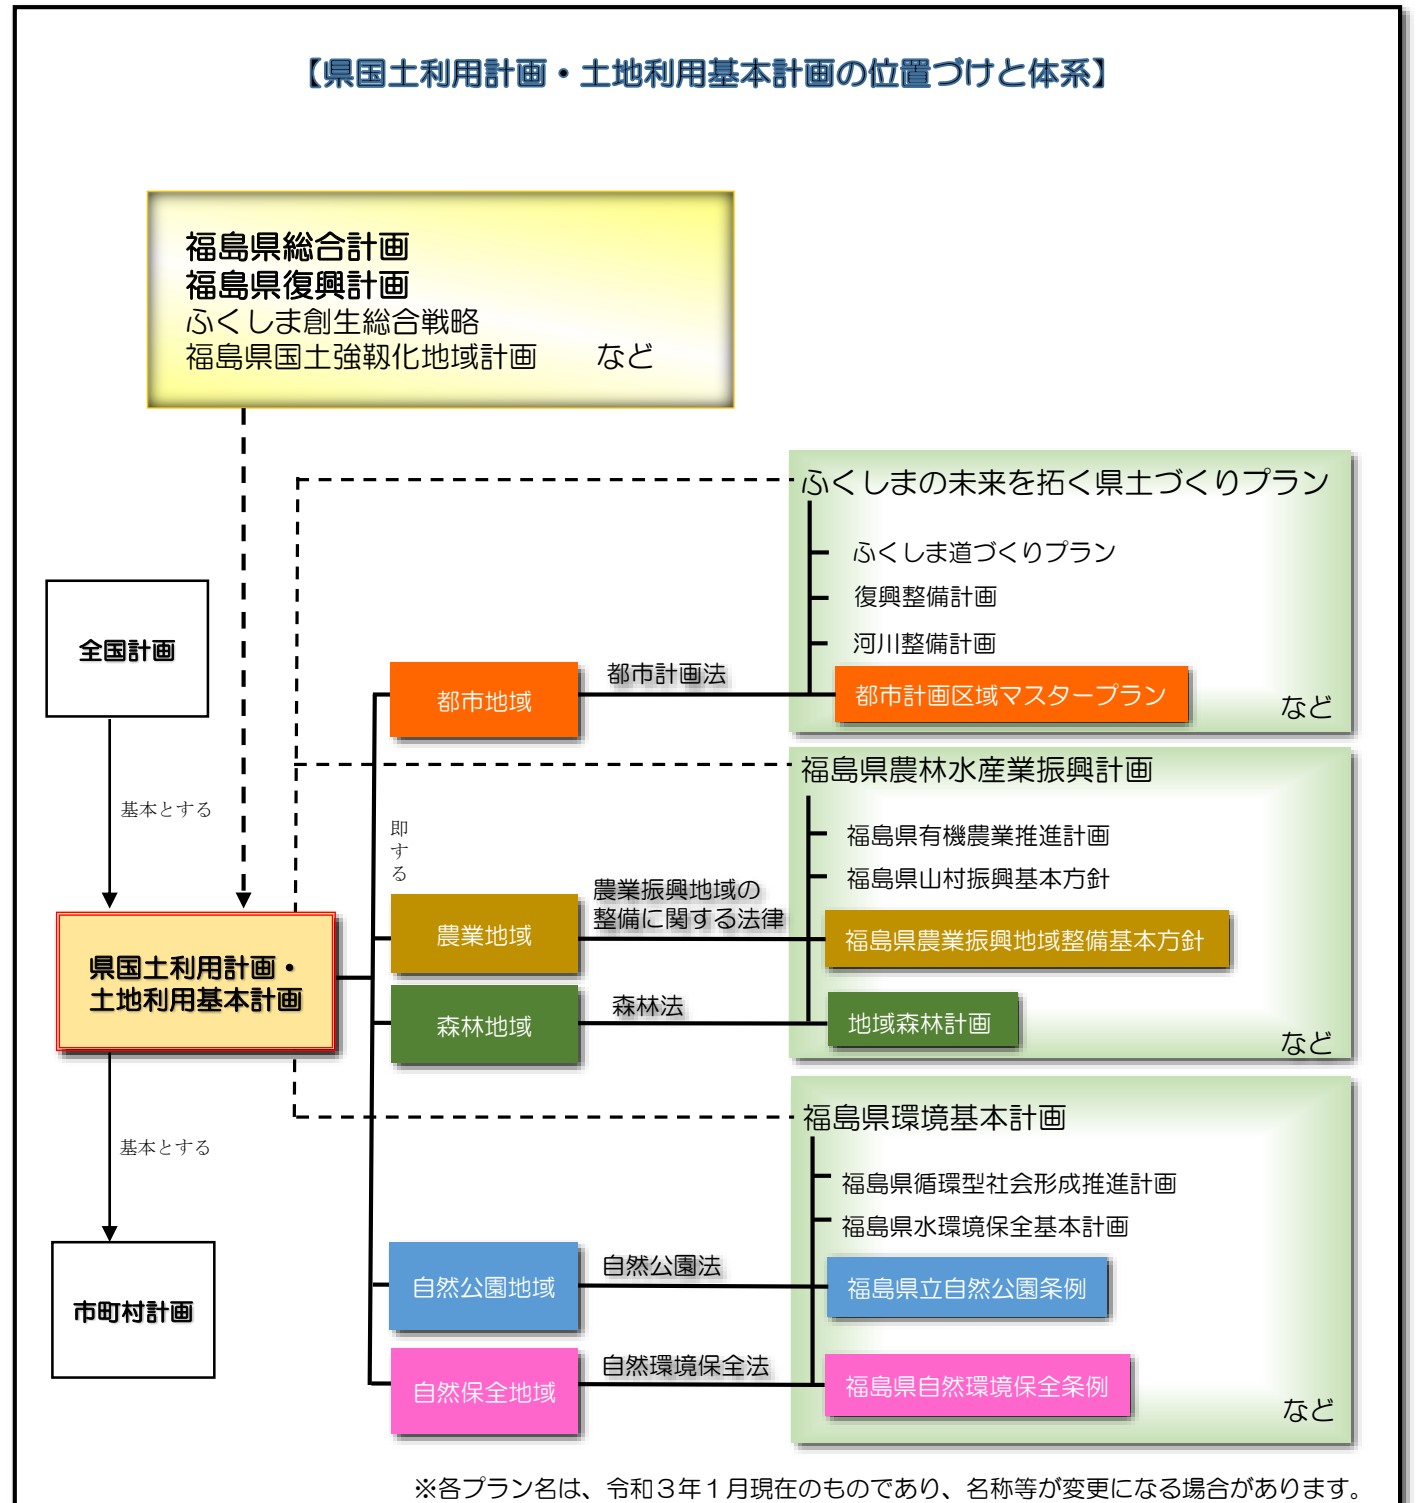 【県国土利用計画・土地利用基本計画の位置づけと体系】
福島県総合計画
福島県復興計画
ふくしま創生総合戦略
福島県国土強靱化地域計画　　など
ふくしまの未来を拓く県土づくりプラン
ふくしま道づくりプラン
復興整備計画
河川整備計画
都市計画区域マスタープラン
など
全国計画
都市地域
都市計画法
基本とする
即する
福島県農林水産業振興計画
福島県有機農業推進計画
福島県山村振興基本方針
農業地域
農業振興地域の
整備に関する法律
福島県農業振興地域整備基本方針
県国土利用計画・
土地利用基本計画
森林地域
森林法
地域森林計画
など
基本とする
福島県環境基本計画
福島県循環型社会形成推進計画
福島県水環境保全基本計画
市町村計画
自然公園地域
自然公園法
福島県立自然公園条例
自然保全地域
自然環境保全法
福島県自然環境保全条例
など
※各プラン名は、令和３年１月現在のものであり、名称等が変更になる場合があります。